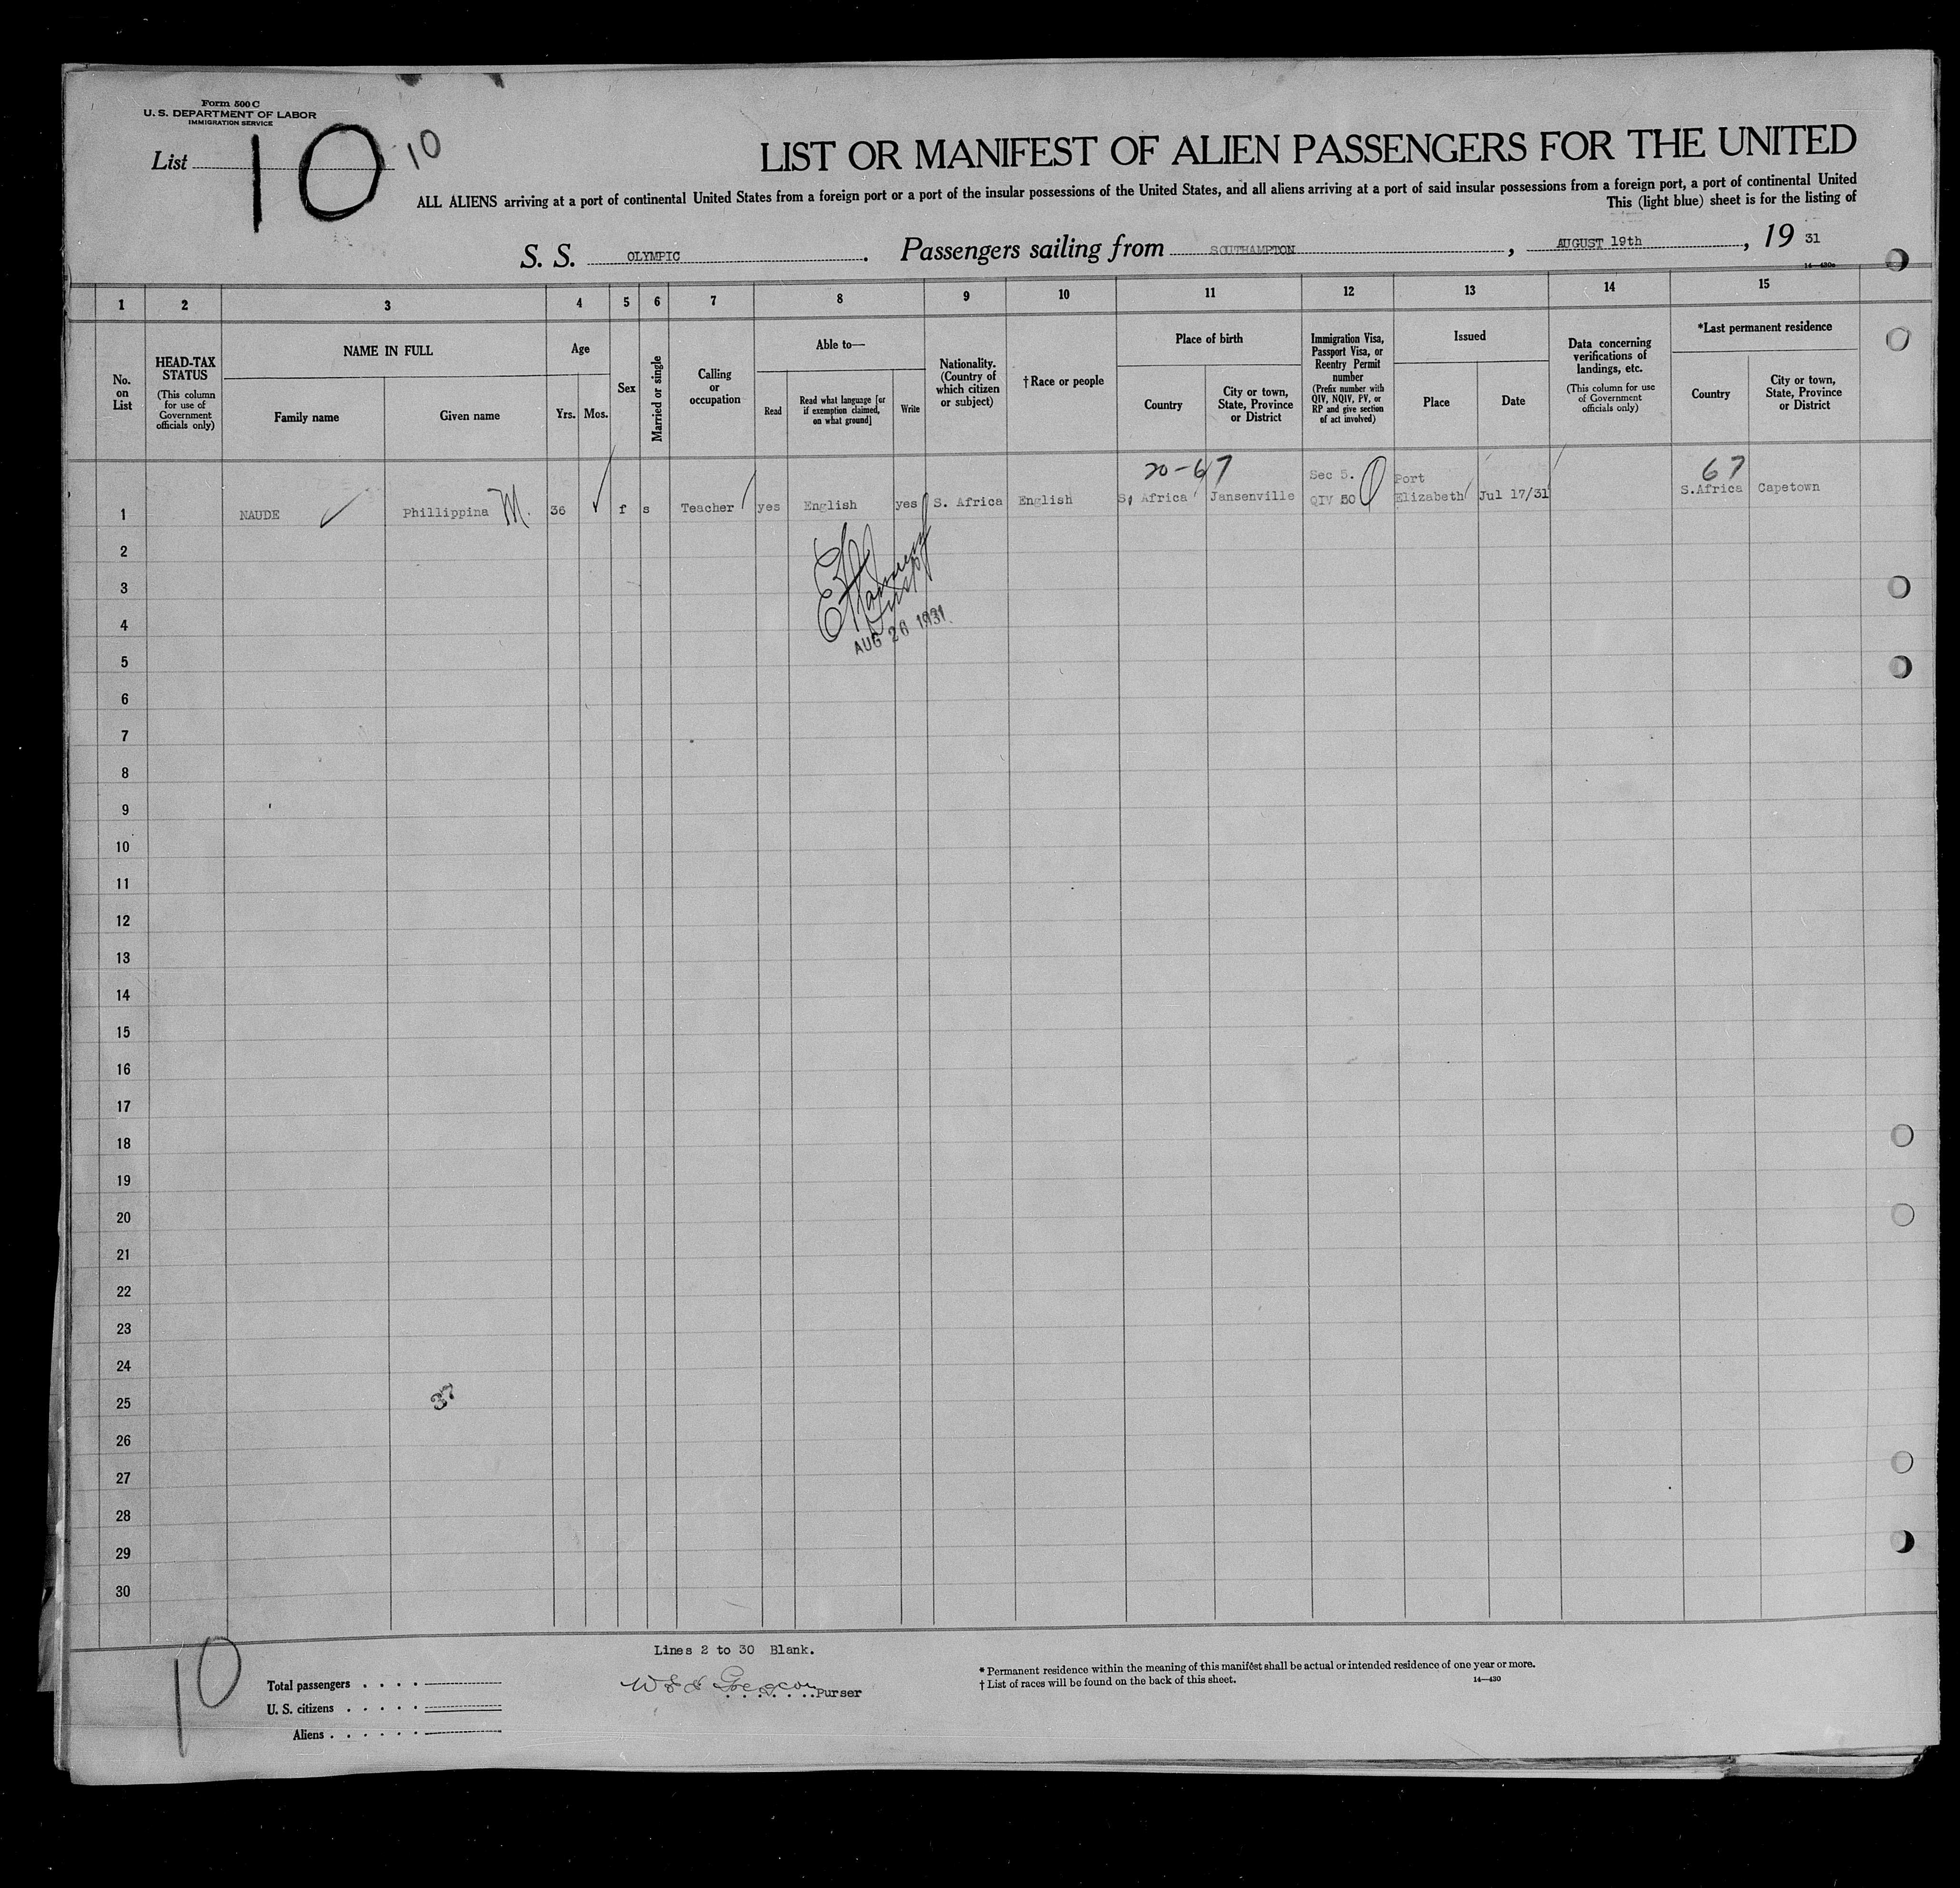 Form 500 C
U. S. DEPARTMENT OF LABOR
IMMIGRATION SERVICE
List 10 10
LIST OR MANIFEST OF ALIEN PASSENGERS FOR THE UNITED
ALL ALIENS arriving at a port of continental United States from a foreign port or a port of the insular possessions of the United States, and all aliens arriving at a port of said insular possessions from a foreign port, a port of continental United
This (light blue) sheet is for the listing of
S. S. OLYMPIC. Passengers sailing from SOUTHAMPTON, AUGUST 19th, 19 31
14—430a
1 2 3 4 5 6 7 8 9 10 11 12 13 14 15
No. on List
HEAD-TAX STATUS
(This column for use of Government officials only)
NAME IN FULL
Family name
Given name
Age
Yrs.
Mos.
Sex
Married or single
Calling or occupation
Able to—
Read
Read what language [or if exemption claimed, on what ground]
Write
Nationality. (Country of which citizen or subject)
†Race or people
Place of birth
Country
City or town, State, Province or District
Immigration Visa, Passport Visa, or Reentry Permit number
(Prefix number with QIV, NQIV, PV, or RP and give section of act involved)
Issued
Place
Date
Data concerning verifications of landings, etc.
(This column for use of Government officials only)
*Last permanent residence
Country
City or town, State, Province or District
20-67
67
1 NAUDE Phillippina M. 36 f s Teacher yes English yes S. Africa English S. Africa Jansenville Sec 5. QIV 50 Port Elizabeth Jul 17/31 S.Africa Capetown
2
3
4
AUG 26 1931
5
6
7
8
9
10
11
12
13
14
15
16
17
18
19
20
21
22
23
24
25
37
26
27
28
29
30
Lines 2 to 30 Blank.
10
Total passengers
U. S. citizens
Aliens
Purser
* Permanent residence within the meaning of this manifest shall be actual or intended residence of one year or more.
† List of races will be found on the back of this sheet.
14—430